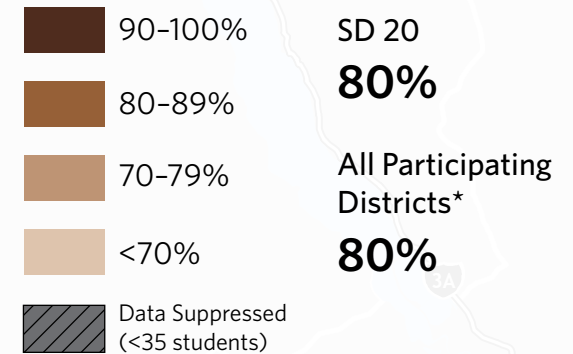 90–100%
80–89%
70–79%
<70%
Data Suppressed
(<35 students)
SD 20
80%
All Participating
Districts*
80%
3A